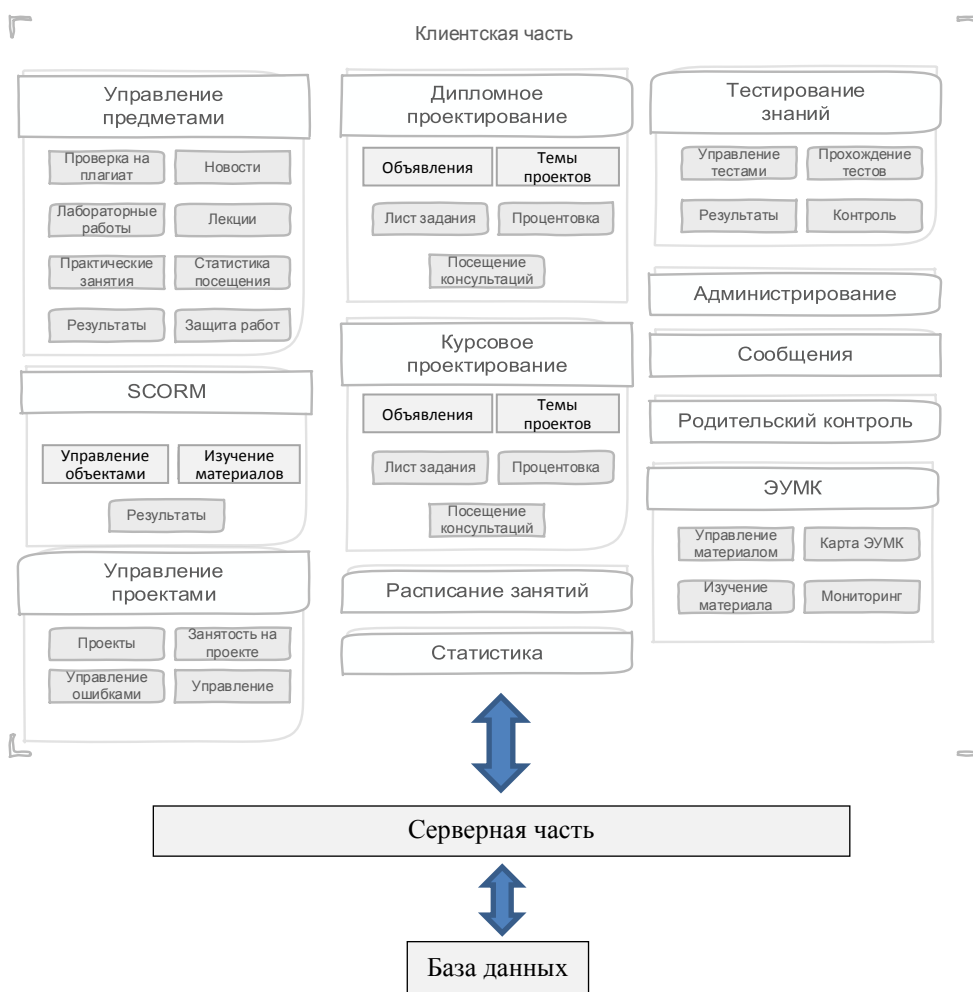 Клиентская часть
Управление
предметами
Проверка на
плагиат
Новости
Лабораторные
работы
Лекции
Практические
занятия
Статистика
посещения
Результаты
Защита работ
SCORM
Управление
объектами
Изучение
материалов
Результаты
Управление
проектами
Проекты
Занятость на
проекте
Управление
ошибками
Управление
Дипломное
проектирование
Объявления
Темы
проектов
Лист задания
Процентовка
Посещение
консультаций
Курсовое
проектирование
Объявления
Темы
проектов
Лист задания
Процентовка
Посещение
консультаций
Расписание занятий
Статистика
Тестирование
знаний
Управление
тестами
Прохождение
тестов
Результаты
Контроль
Администрирование
Сообщения
Родительский контроль
ЭУМК
Управление
материалом
Карта ЭУМК
Изучение
материала
Мониторинг
Серверная часть
База данных